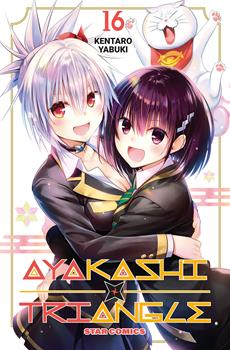 16
KENTARO
YABUKI
AYAKASHI
TRIANGLE
STAR COMICS